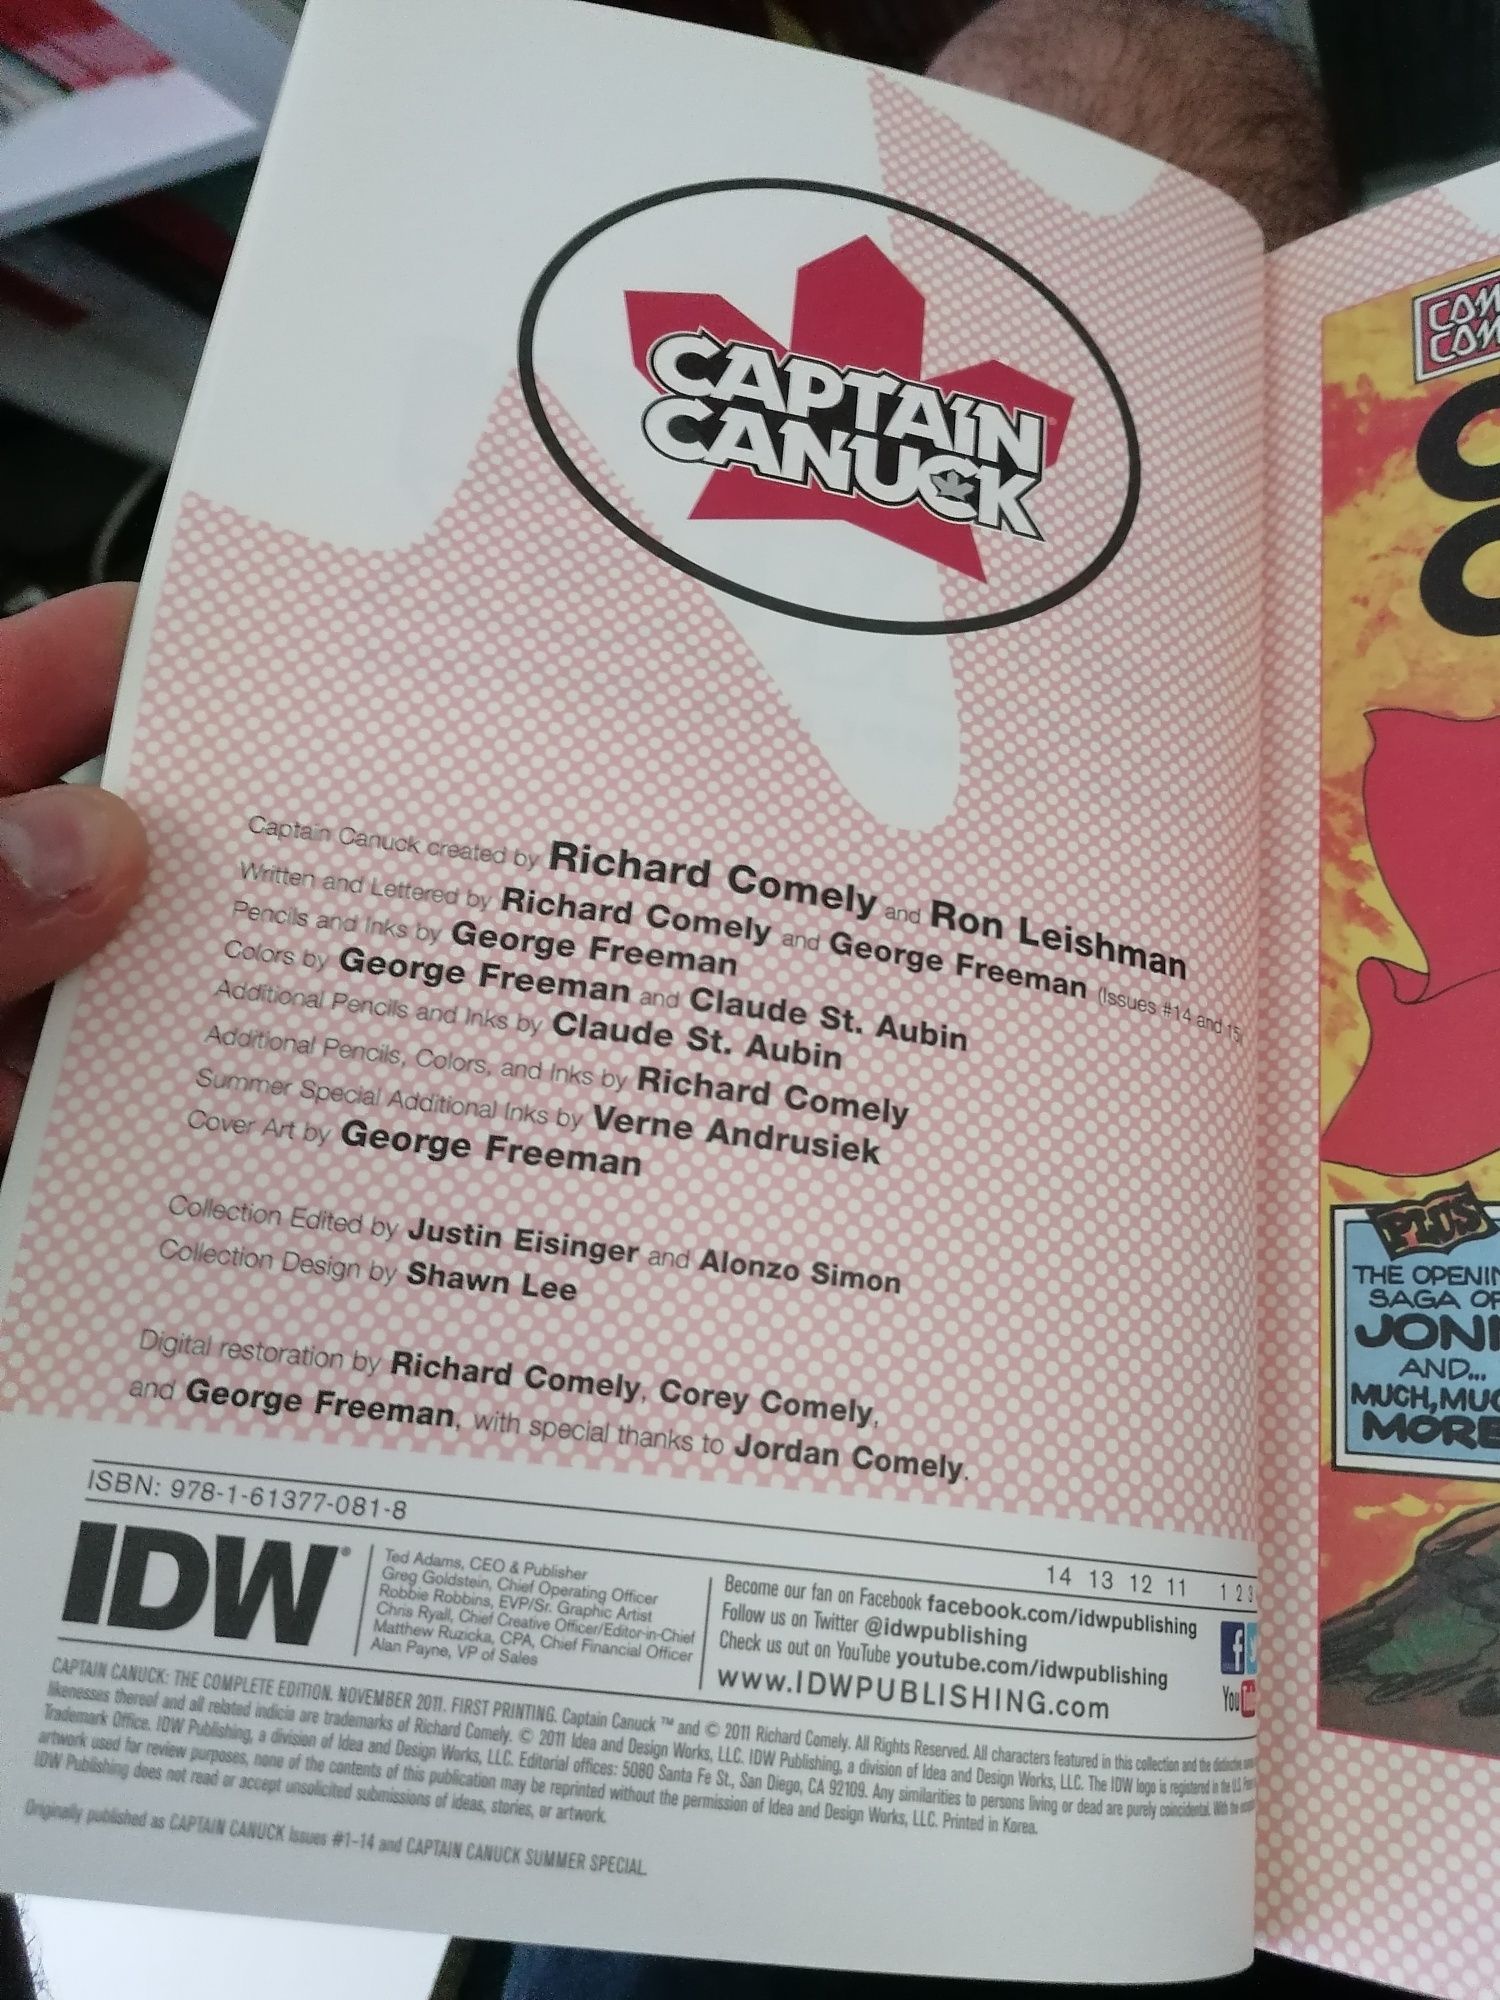 CAPTAIN
CANUCK
Captain Canuck created by Richard Comely and Ron Leishman
Written and Lettered by Richard Comely and George Freeman (Issues #14 and 15)
Pencils and Inks by George Freeman
Colors by George Freeman and Claude St. Aubin
Additional Pencils and Inks by Claude St. Aubin
Additional Pencils, Colors, and Inks by Richard Comely
Summer Special Additional Inks by Verne Andrusiek
Cover Art by George Freeman
Collection Edited by Justin Eisinger and Alonzo Simon
Collection Design by Shawn Lee
Digital restoration by Richard Comely, Corey Comely,
and George Freeman, with special thanks to Jordan Comely.
ISBN: 978-1-61377-081-8
14 13 12 11 1 2 3
IDW®
Ted Adams, CEO & Publisher
Greg Goldstein, Chief Operating Officer
Robbie Robbins, EVP/Sr. Graphic Artist
Chris Ryall, Chief Creative Officer/Editor-in-Chief
Matthew Ruzicka, CPA, Chief Financial Officer
Alan Payne, VP of Sales
Become our fan on Facebook facebook.com/idwpublishing
Follow us on Twitter @idwpublishing
Check us out on YouTube youtube.com/idwpublishing
www.IDWPUBLISHING.com
f
You
CAPTAIN CANUCK: THE COMPLETE EDITION. NOVEMBER 2011. FIRST PRINTING. Captain Canuck ™ and © 2011 Richard Comely. All Rights Reserved. All characters featured in this collection and the distinctive
likenesses thereof and all related indicia are trademarks of Richard Comely. © 2011 Idea and Design Works, LLC. IDW Publishing, a division of Idea and Design Works, LLC. The IDW logo is registered in the U.S.
Trademark Office. IDW Publishing, a division of Idea and Design Works, LLC. Editorial offices: 5080 Santa Fe St., San Diego, CA 92109. Any similarities to persons living or dead are purely coincidental. With the
artwork used for review purposes, none of the contents of this publication may be reprinted without the permission of Idea and Design Works, LLC. Printed in Korea.
IDW Publishing does not read or accept unsolicited submissions of ideas, stories, or artwork.
Originally published as CAPTAIN CANUCK Issues #1-14 and CAPTAIN CANUCK SUMMER SPECIAL.
PLUS
THE OPENIN
SAGA OF
JONI
AND...
MUCH, MUC
MORE